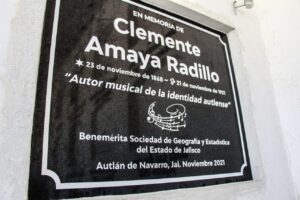 EN MEMORIA DE
Clemente
Amaya Radillo
23 de noviembre de 1868 - 21 de noviembre de 1921
"Autor musical de la identidad autlense"
Benemérita Sociedad de Geografía y Estadística
del Estado de Jalisco
Autlán de Navarro, Jal. Noviembre 2021